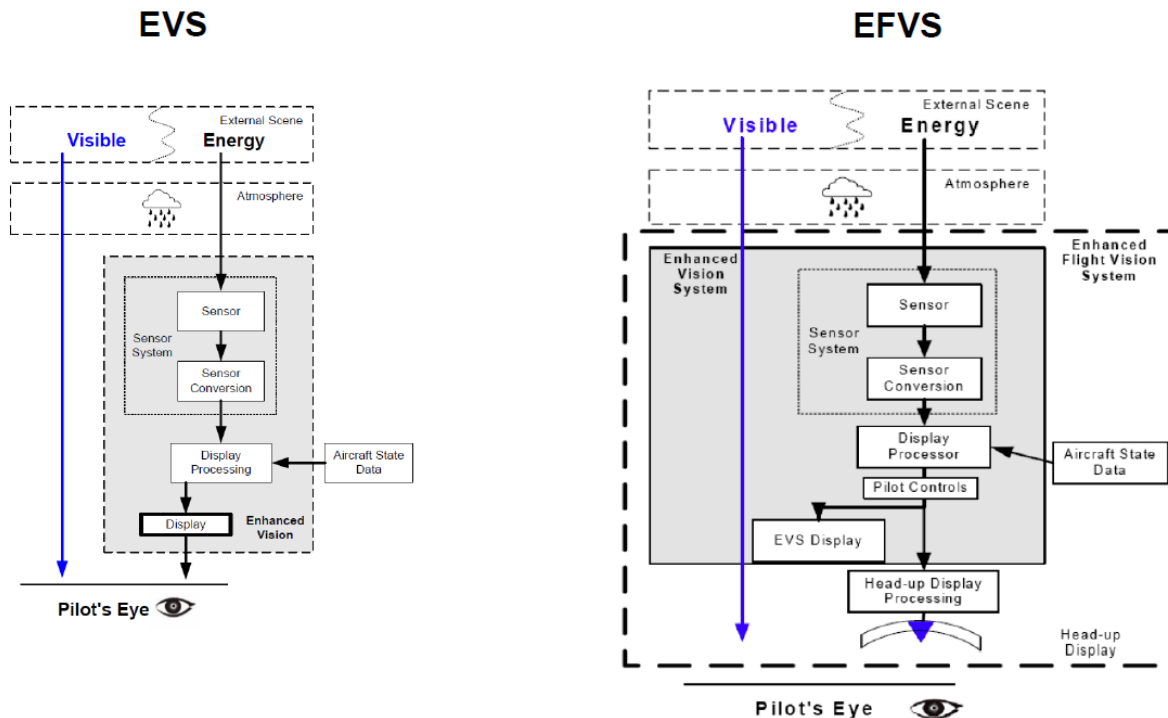 EVS
External Scene
Visible
Energy
Atmosphere
Sensor
Sensor
System
Sensor
Conversion
Display
Processing
Aircraft State
Data
Display
Enhanced
Vision
Pilot's Eye
EFVS
External Scene
Visible
Energy
Atmosphere
Enhanced
Vision
System
Enhanced
Flight Vision
System
Sensor
Sensor
System
Sensor
Conversion
Display
Processor
Aircraft State
Data
Pilot Controls
EVS Display
Head-up Display
Processing
Head-up
Display
Pilot's Eye